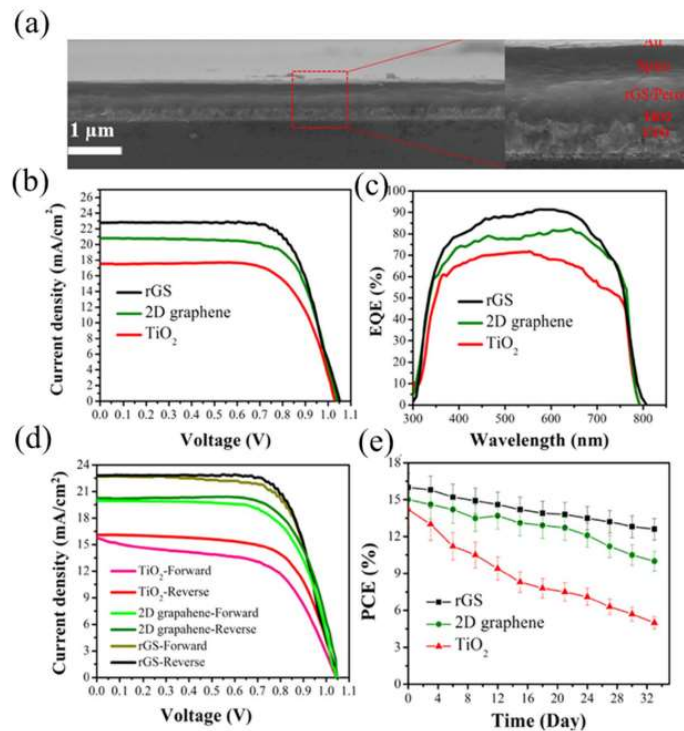 (a)
1 μm
rGS/Pero
(b)
Current density (mA/cm²)
26
24
22
20
18
16
14
12
10
8
6
4
2
0
rGS
2D graphene
TiO₂
0.0 0.1 0.2 0.3 0.4 0.5 0.6 0.7 0.8 0.9 1.0 1.1
Voltage (V)
(c)
EQE (%)
100
90
80
70
60
50
40
30
20
10
0
rGS
2D graphene
TiO₂
300 400 500 600 700 800
Wavelength (nm)
(d)
Current density (mA/cm²)
24
21
18
15
12
9
6
3
0
TiO₂-Forward
TiO₂-Reverse
2D grapahene-Forward
2D grapahene-Reverse
rGS-Forward
rGS-Reverse
0.0 0.1 0.2 0.3 0.4 0.5 0.6 0.7 0.8 0.9 1.0 1.1
Voltage (V)
(e)
PCE (%)
18
15
12
9
6
3
0
rGS
2D graphene
TiO₂
0 4 8 12 16 20 24 28 32
Time (Day)